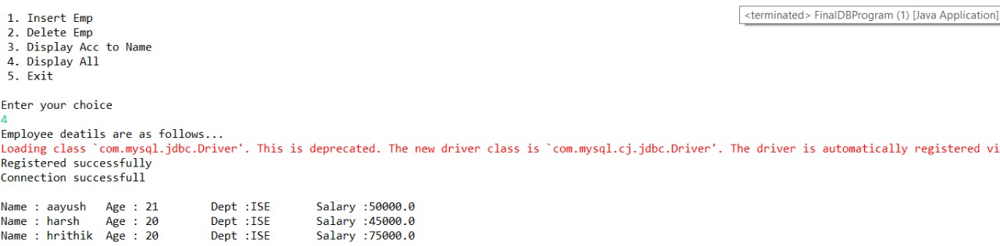 <terminated> FinalDBProgram (1) [Java Application]
1. Insert Emp
2. Delete Emp
3. Display Acc to Name
4. Display All
5. Exit
Enter your choice
4
Employee deatils are as follows...
Loading class `com.mysql.jdbc.Driver'. This is deprecated. The new driver class is `com.mysql.cj.jdbc.Driver'. The driver is automatically registered vi
Registered successfully
Connection successfull
Name : aayush Age : 21 Dept :ISE Salary :50000.0
Name : harsh Age : 20 Dept :ISE Salary :45000.0
Name : hrithik Age : 20 Dept :ISE Salary :75000.0